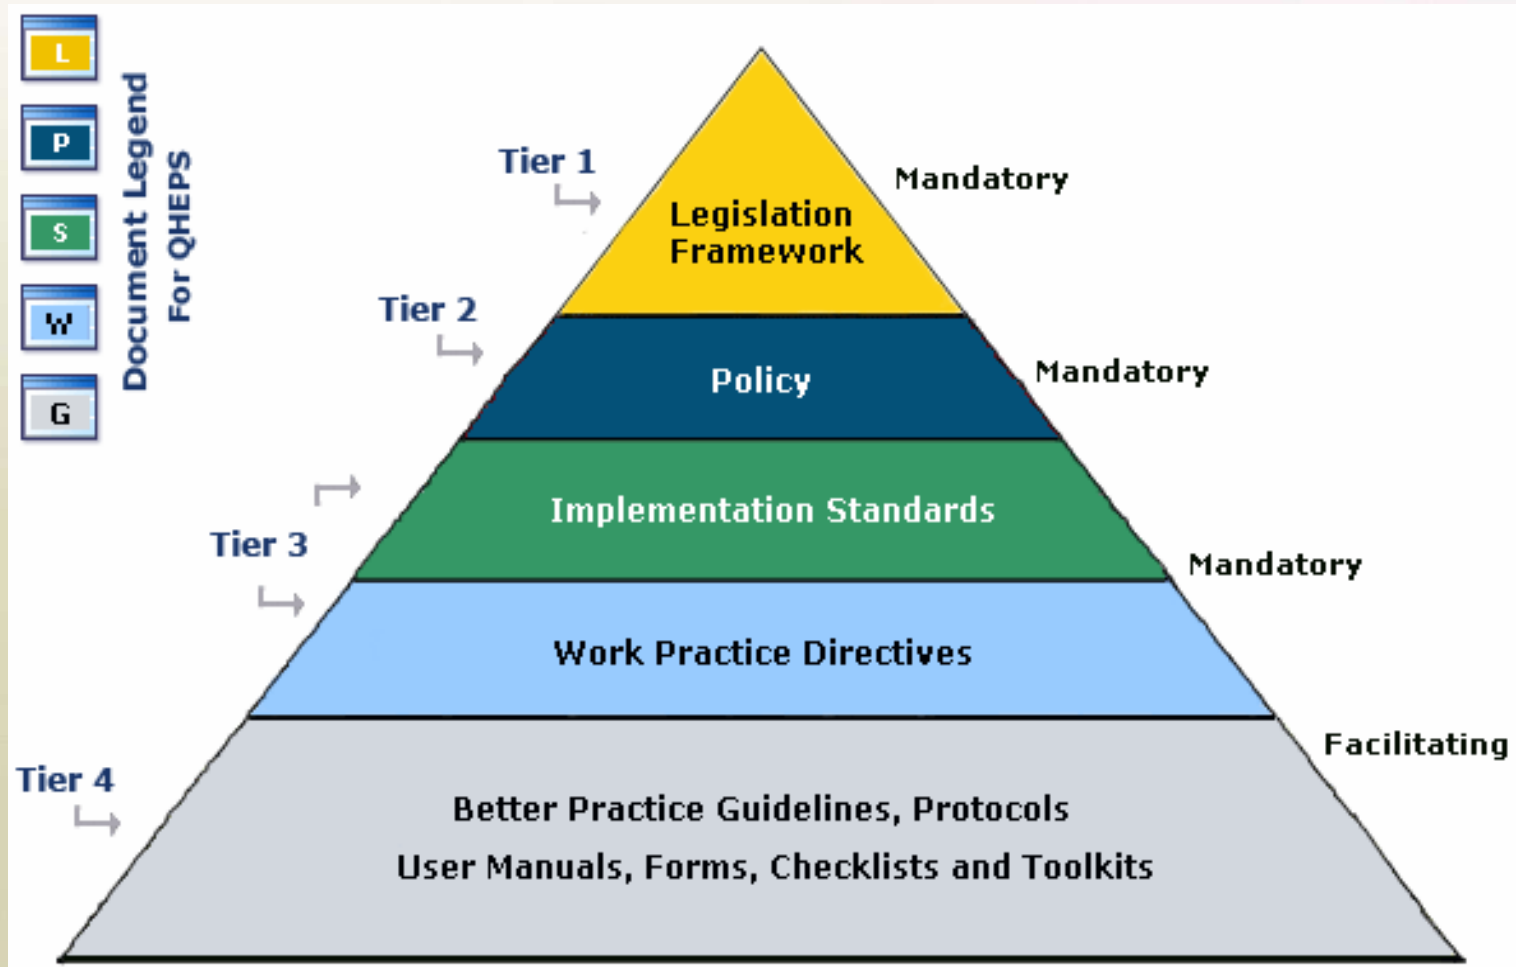 L
P
S
W
G
Document Legend
For QHEPS
Tier 1
Mandatory
Legislation
Framework
Tier 2
Mandatory
Policy
Implementation Standards
Tier 3
Mandatory
Work Practice Directives
Facilitating
Tier 4
Better Practice Guidelines, Protocols
User Manuals, Forms, Checklists and Toolkits